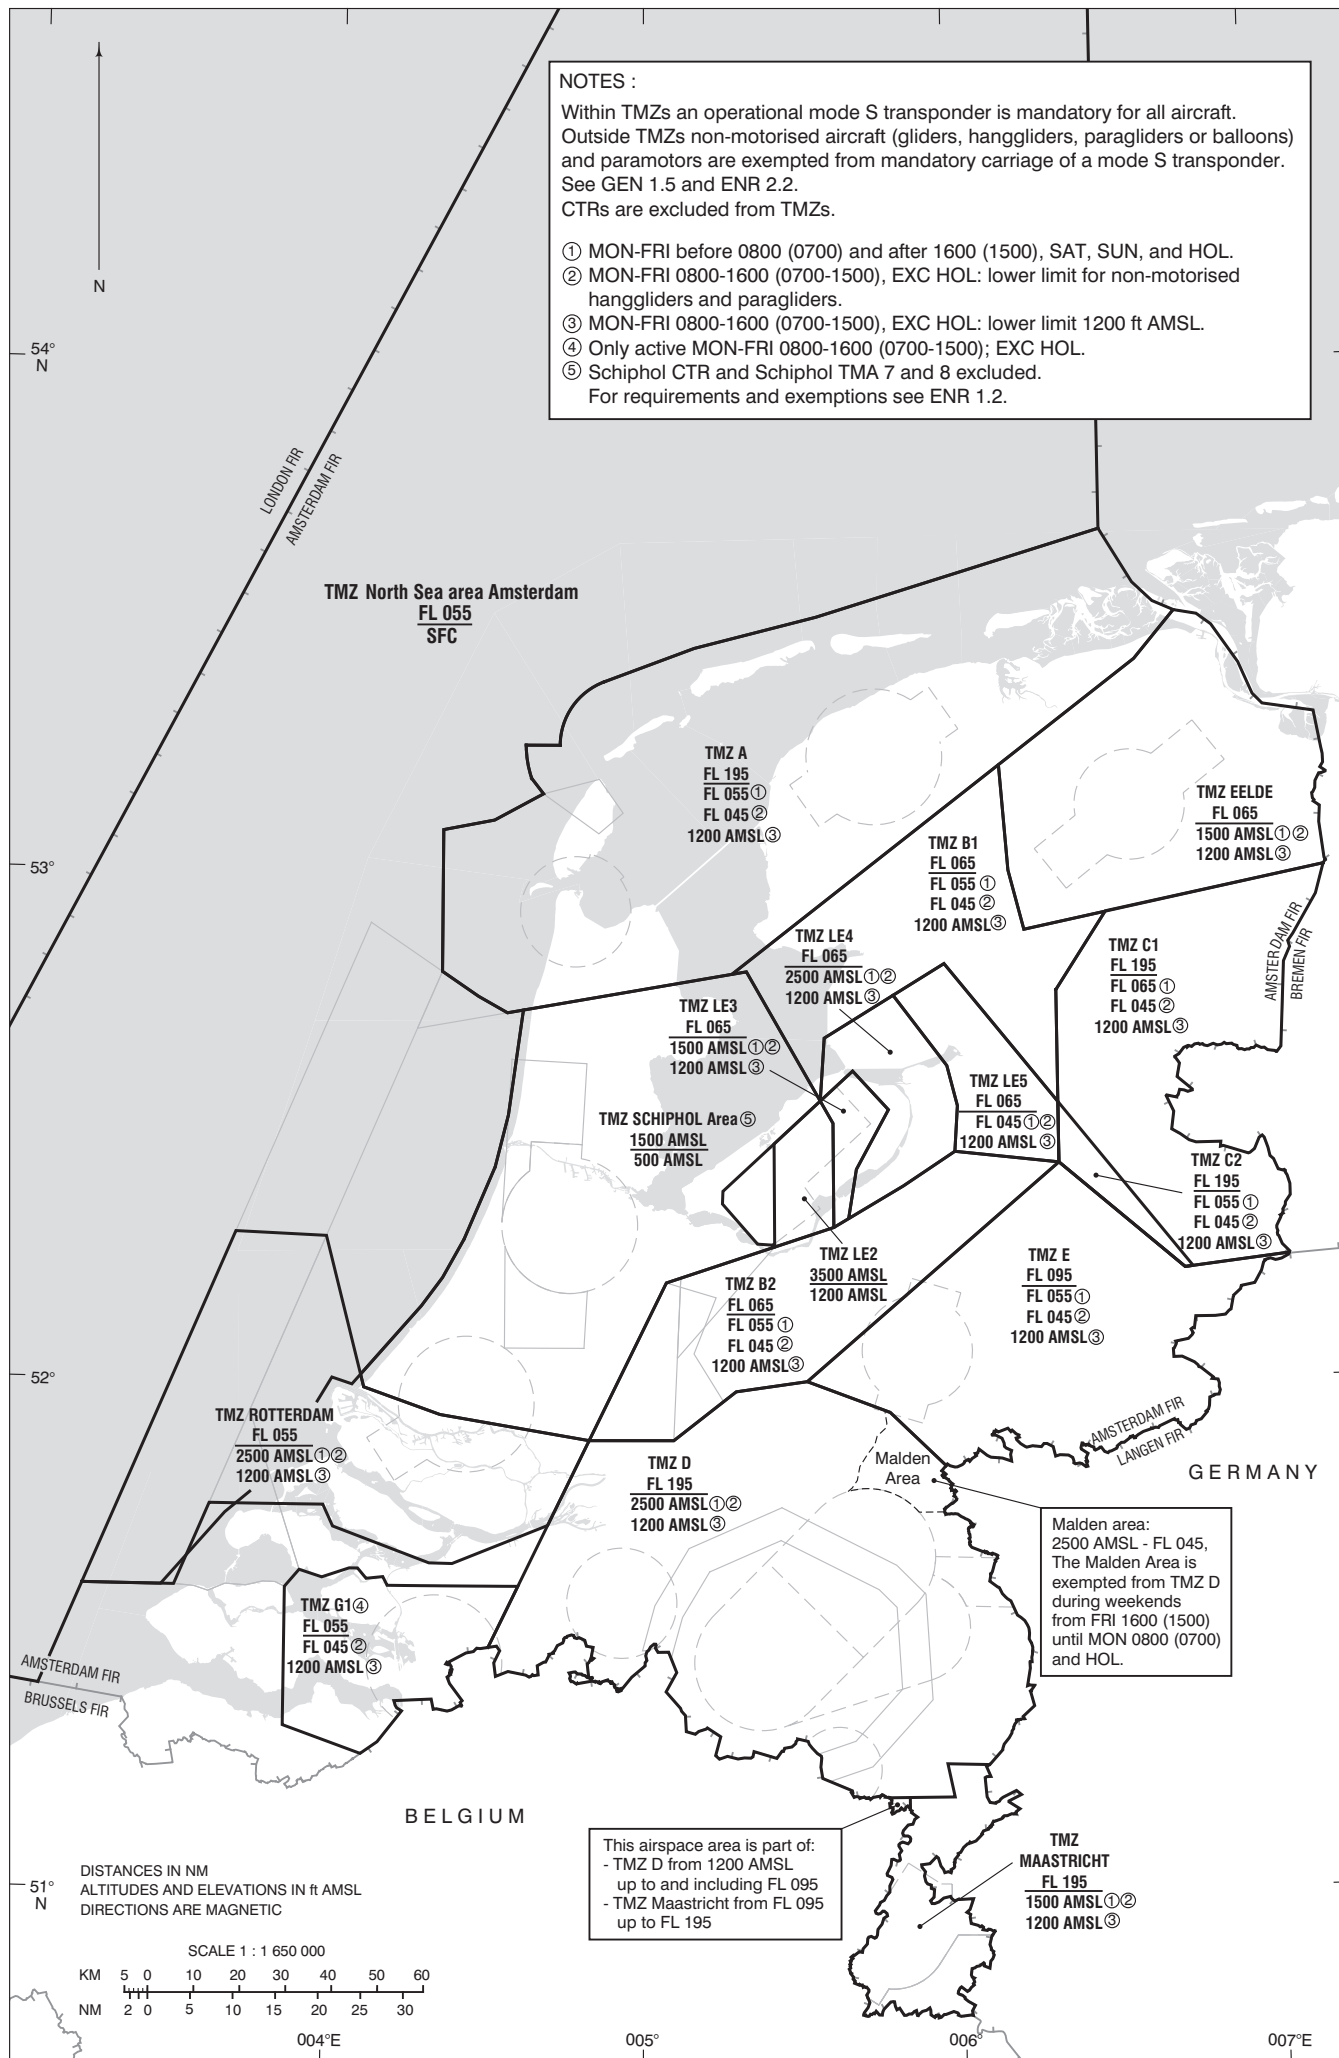 NOTES :
Within TMZs an operational mode S transponder is mandatory for all aircraft.
Outside TMZs non-motorised aircraft (gliders, hanggliders, paragliders or balloons)
and paramotors are exempted from mandatory carriage of a mode S transponder.
See GEN 1.5 and ENR 2.2.
CTRs are excluded from TMZs.
① MON-FRI before 0800 (0700) and after 1600 (1500), SAT, SUN, and HOL.
② MON-FRI 0800-1600 (0700-1500), EXC HOL: lower limit for non-motorised
hanggliders and paragliders.
③ MON-FRI 0800-1600 (0700-1500), EXC HOL: lower limit 1200 ft AMSL.
④ Only active MON-FRI 0800-1600 (0700-1500); EXC HOL.
⑤ Schiphol CTR and Schiphol TMA 7 and 8 excluded.
For requirements and exemptions see ENR 1.2.
N
54°
N
LONDON FIR
AMSTERDAM FIR
TMZ North Sea area Amsterdam
FL 055
SFC
TMZ A
FL 195
FL 055①
FL 045②
1200 AMSL③
TMZ EELDE
FL 065
1500 AMSL①②
1200 AMSL③
53°
TMZ B1
FL 065
FL 055①
FL 045②
1200 AMSL③
AMSTERDAM FIR
BREMEN FIR
TMZ LE4
FL 065
2500 AMSL①②
1200 AMSL③
TMZ C1
FL 195
FL 065①
FL 045②
1200 AMSL③
TMZ LE3
FL 065
1500 AMSL①②
1200 AMSL③
TMZ LE5
FL 065
FL 045①②
1200 AMSL③
TMZ SCHIPHOL Area⑤
1500 AMSL
500 AMSL
TMZ C2
FL 195
FL 055①
FL 045②
1200 AMSL③
TMZ LE2
3500 AMSL
1200 AMSL
TMZ E
FL 095
FL 055①
FL 045②
1200 AMSL③
TMZ B2
FL 065
FL 055①
FL 045②
1200 AMSL③
52°
TMZ ROTTERDAM
FL 055
2500 AMSL①②
1200 AMSL③
AMSTERDAM FIR
LANGEN FIR
TMZ D
FL 195
2500 AMSL①②
1200 AMSL③
Malden
Area
GERMANY
Malden area:
2500 AMSL - FL 045,
The Malden Area is
exempted from TMZ D
during weekends
from FRI 1600 (1500)
until MON 0800 (0700)
and HOL.
TMZ G1④
FL 055
FL 045②
1200 AMSL③
AMSTERDAM FIR
BRUSSELS FIR
BELGIUM
This airspace area is part of:
- TMZ D from 1200 AMSL
up to and including FL 095
- TMZ Maastricht from FL 095
up to FL 195
TMZ
MAASTRICHT
FL 195
1500 AMSL①②
1200 AMSL③
51°
N
DISTANCES IN NM
ALTITUDES AND ELEVATIONS IN ft AMSL
DIRECTIONS ARE MAGNETIC
SCALE 1 : 1 650 000
KM 5 0 10 20 30 40 50 60
NM 2 0 5 10 15 20 25 30
004°E 005° 006° 007°E